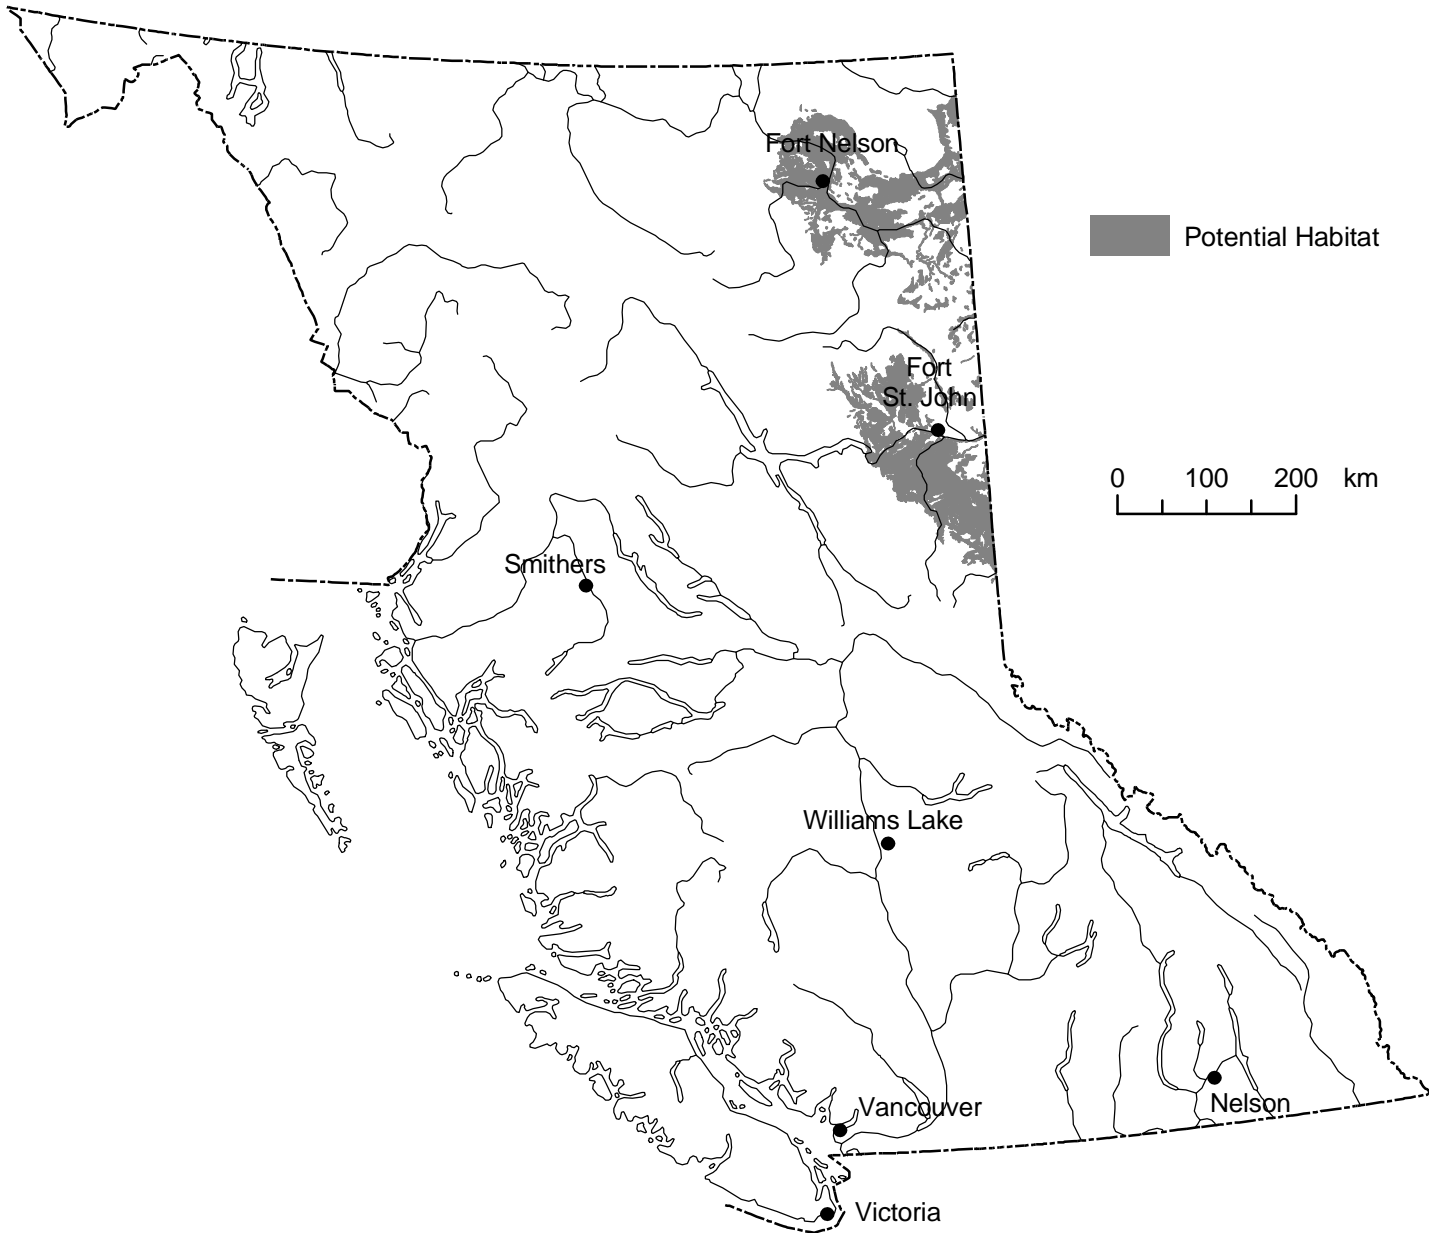 Fort Nelson
Potential Habitat
Fort
St. John
0 100 200 km
Smithers
Williams Lake
Nelson
Vancouver
Victoria